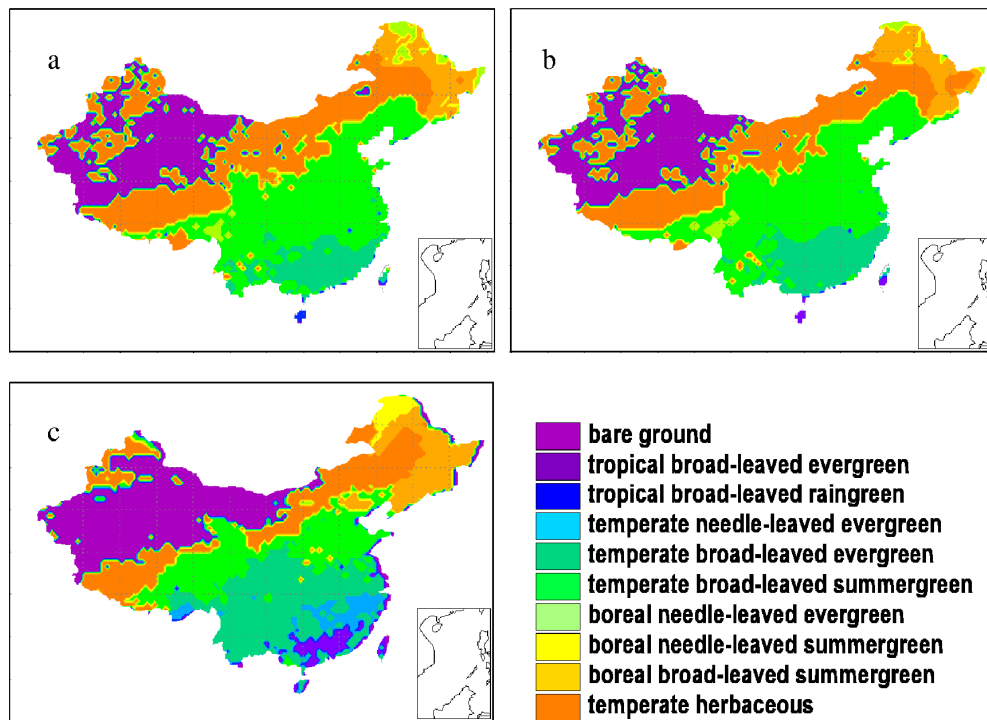 a
b
c
bare ground
tropical broad-leaved evergreen
tropical broad-leaved raingreen
temperate needle-leaved evergreen
temperate broad-leaved evergreen
temperate broad-leaved summergreen
boreal needle-leaved evergreen
boreal needle-leaved summergreen
boreal broad-leaved summergreen
temperate herbaceous